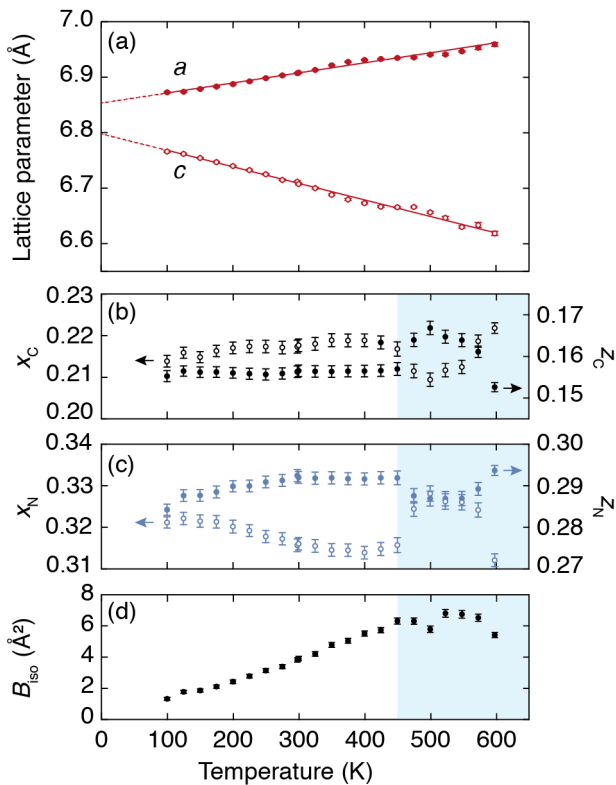 7.0
(a)
a
6.9
Lattice parameter (Å)
6.8
c
6.7
6.6
0.23
(b)
0.17
0.22
x_C
0.16
z_C
0.21
0.15
0.20
0.34
(c)
0.30
0.33
0.29
x_N
z_N
0.32
0.28
0.31
0.27
8
(d)
6
B_iso (Å²)
4
2
0
0 100 200 300 400 500 600
Temperature (K)